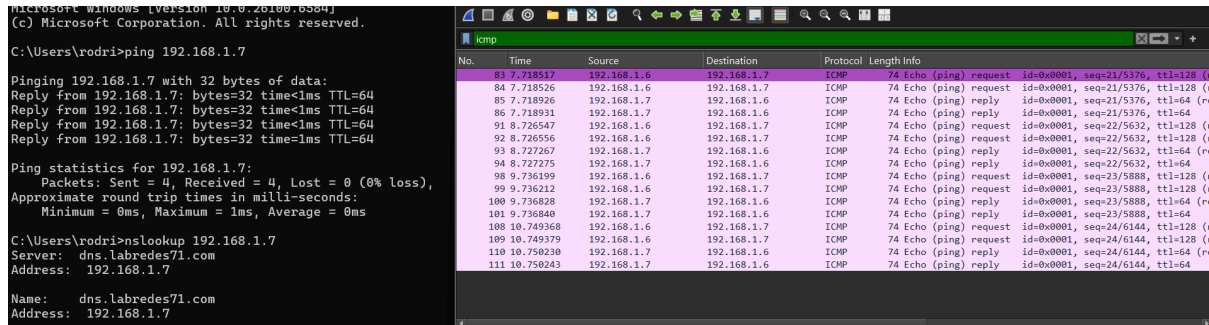 Microsoft Windows [Version 10.0.26100.6584]
(c) Microsoft Corporation. All rights reserved.
C:\Users\rodri>ping 192.168.1.7
Pinging 192.168.1.7 with 32 bytes of data:
Reply from 192.168.1.7: bytes=32 time<1ms TTL=64
Reply from 192.168.1.7: bytes=32 time<1ms TTL=64
Reply from 192.168.1.7: bytes=32 time<1ms TTL=64
Reply from 192.168.1.7: bytes=32 time=1ms TTL=64
Ping statistics for 192.168.1.7:
Packets: Sent = 4, Received = 4, Lost = 0 (0% loss),
Approximate round trip times in milli-seconds:
Minimum = 0ms, Maximum = 1ms, Average = 0ms
C:\Users\rodri>nslookup 192.168.1.7
Server: dns.labredes71.com
Address: 192.168.1.7
Name: dns.labredes71.com
Address: 192.168.1.7
icmp
No. Time Source Destination Protocol Length Info
83 7.718517 192.168.1.6 192.168.1.7 ICMP 74 Echo (ping) request id=0x0001, seq=21/5376, ttl=128
84 7.718526 192.168.1.6 192.168.1.7 ICMP 74 Echo (ping) request id=0x0001, seq=21/5376, ttl=128
85 7.718926 192.168.1.7 192.168.1.6 ICMP 74 Echo (ping) reply id=0x0001, seq=21/5376, ttl=64
86 7.718931 192.168.1.7 192.168.1.6 ICMP 74 Echo (ping) reply id=0x0001, seq=21/5376, ttl=64
91 8.726547 192.168.1.6 192.168.1.7 ICMP 74 Echo (ping) request id=0x0001, seq=22/5632, ttl=128
92 8.726556 192.168.1.6 192.168.1.7 ICMP 74 Echo (ping) request id=0x0001, seq=22/5632, ttl=128
93 8.727267 192.168.1.7 192.168.1.6 ICMP 74 Echo (ping) reply id=0x0001, seq=22/5632, ttl=64
94 8.727275 192.168.1.7 192.168.1.6 ICMP 74 Echo (ping) reply id=0x0001, seq=22/5632, ttl=64
98 9.736199 192.168.1.6 192.168.1.7 ICMP 74 Echo (ping) request id=0x0001, seq=23/5888, ttl=128
99 9.736212 192.168.1.6 192.168.1.7 ICMP 74 Echo (ping) request id=0x0001, seq=23/5888, ttl=128
100 9.736828 192.168.1.7 192.168.1.6 ICMP 74 Echo (ping) reply id=0x0001, seq=23/5888, ttl=64
101 9.736840 192.168.1.7 192.168.1.6 ICMP 74 Echo (ping) reply id=0x0001, seq=23/5888, ttl=64
108 10.749368 192.168.1.6 192.168.1.7 ICMP 74 Echo (ping) request id=0x0001, seq=24/6144, ttl=128
109 10.749379 192.168.1.6 192.168.1.7 ICMP 74 Echo (ping) request id=0x0001, seq=24/6144, ttl=128
110 10.750230 192.168.1.7 192.168.1.6 ICMP 74 Echo (ping) reply id=0x0001, seq=24/6144, ttl=64
111 10.750243 192.168.1.7 192.168.1.6 ICMP 74 Echo (ping) reply id=0x0001, seq=24/6144, ttl=64